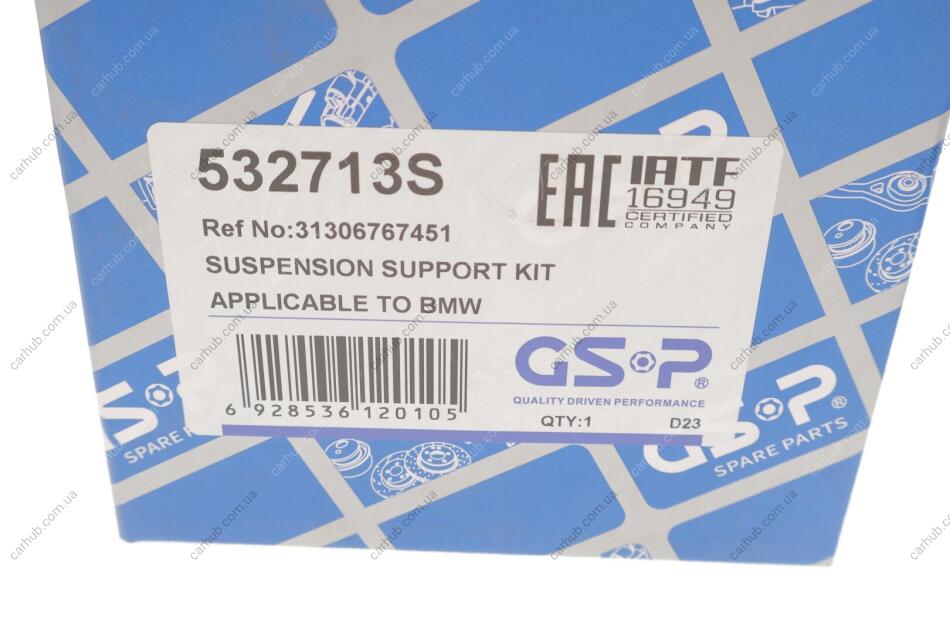 532713S
EAC
IATF
16949
CERTIFIED
COMPANY
Ref No:31306767451
SUSPENSION SUPPORT KIT
APPLICABLE TO BMW
6 928536 120105
GSP®
QUALITY DRIVEN PERFORMANCE
QTY:1
D23
GSP®
SPARE PARTS
SPARE PARTS
carhub.com.ua